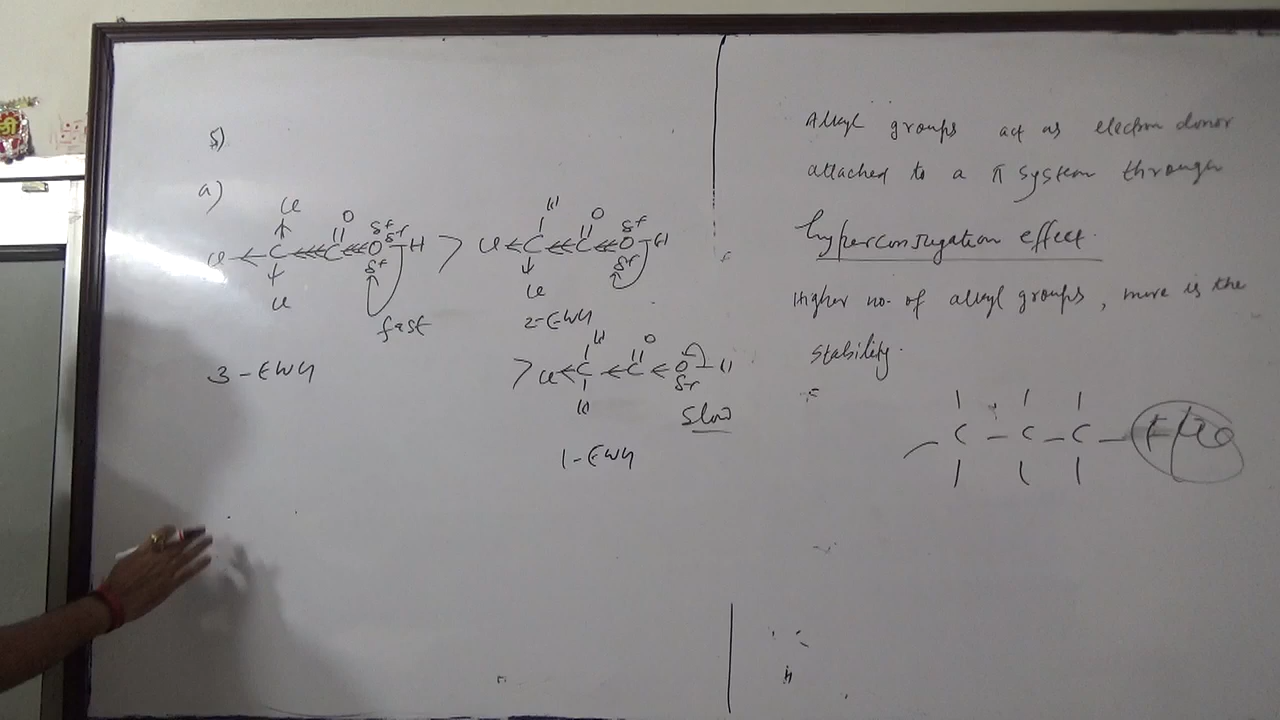 5)
a)
Cl
O
δ+
δ+
Cl C C O H > Cl C C O H
δ+
Cl
fast
3-EWG
H
O
δ+
δ+
Cl
2-EWG
H
O
> Cl C C O H
δ+
H
Slow
1-EWG
Alkyl groups act as electron donor
attached to a π system through
hyperconjugation effect.
Higher no. of alkyl groups, more is the
stability.
C - C - C -